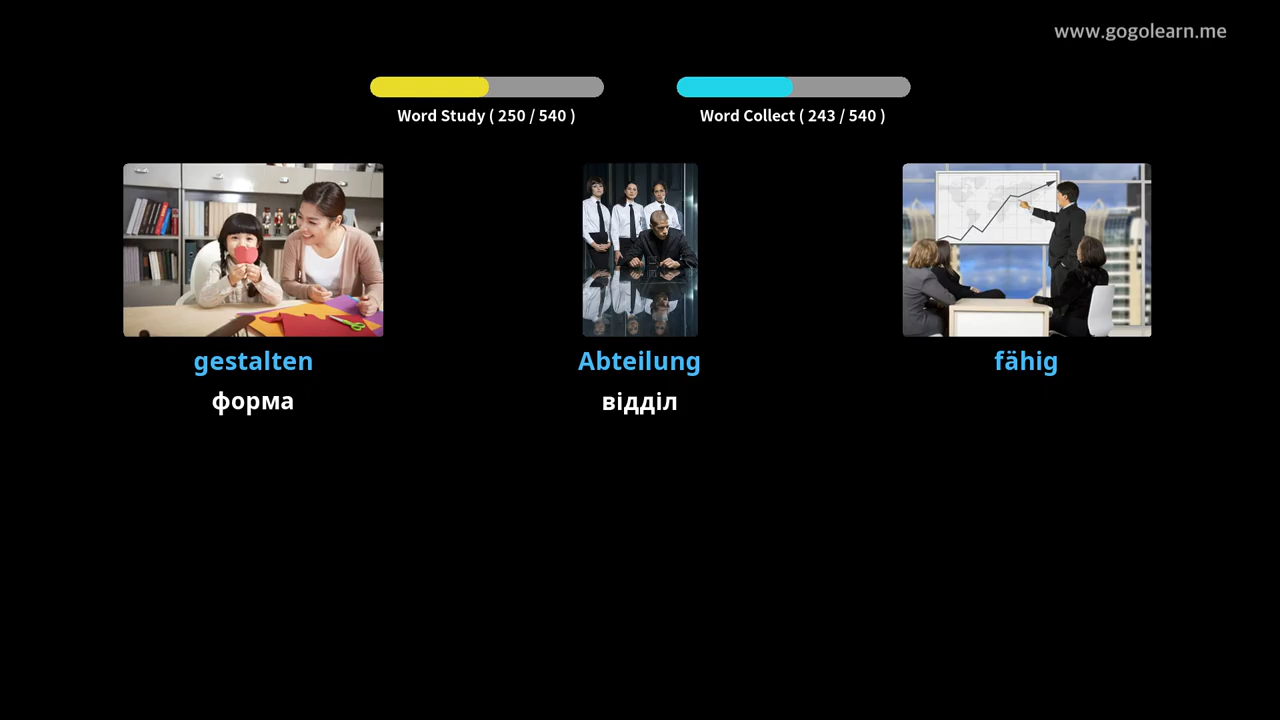 www.gogolearn.me
Word Study ( 250 / 540 )
Word Collect ( 243 / 540 )
gestalten
Abteilung
fähig
форма
відділ